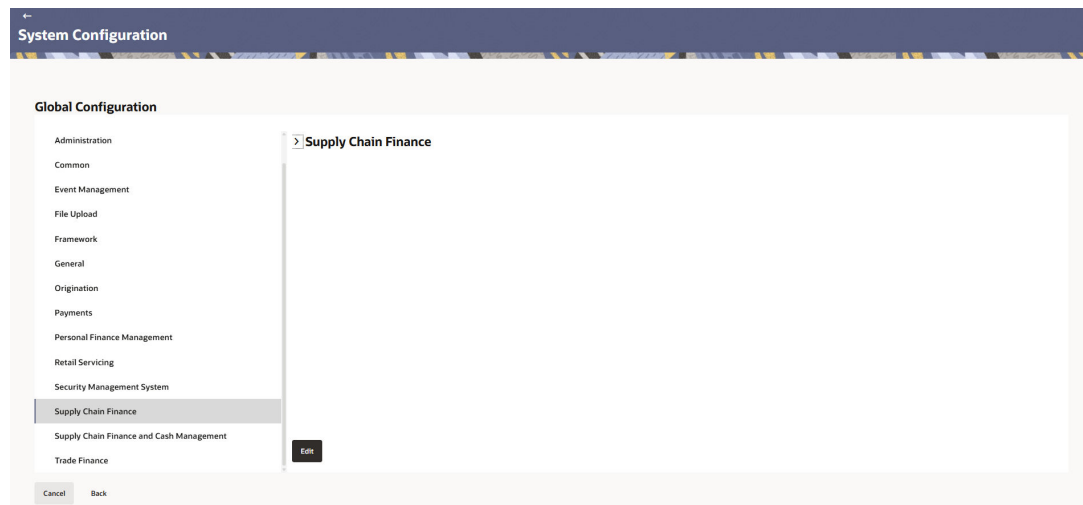 ←
System Configuration
Global Configuration
Administration
Common
Event Management
File Upload
Framework
General
Origination
Payments
Personal Finance Management
Retail Servicing
Security Management System
Supply Chain Finance
Supply Chain Finance and Cash Management
Trade Finance
> Supply Chain Finance
Edit
Cancel Back